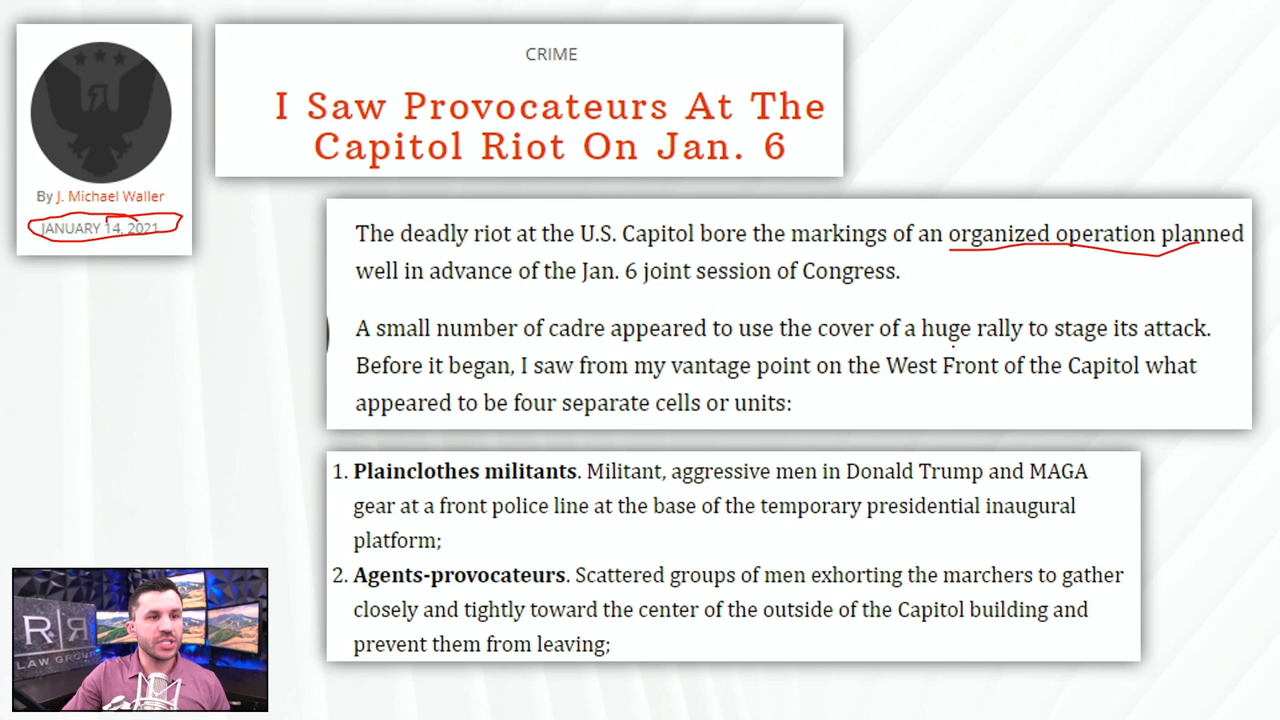 By J. Michael Waller
JANUARY 14, 2021
CRIME
I Saw Provocateurs At The
Capitol Riot On Jan. 6
The deadly riot at the U.S. Capitol bore the markings of an organized operation planned
well in advance of the Jan. 6 joint session of Congress.
A small number of cadre appeared to use the cover of a huge rally to stage its attack.
Before it began, I saw from my vantage point on the West Front of the Capitol what
appeared to be four separate cells or units:
1. Plainclothes militants. Militant, aggressive men in Donald Trump and MAGA
gear at a front police line at the base of the temporary presidential inaugural
platform;
2. Agents-provocateurs. Scattered groups of men exhorting the marchers to gather
closely and tightly toward the center of the outside of the Capitol building and
prevent them from leaving;
R|R
LAW GROUP